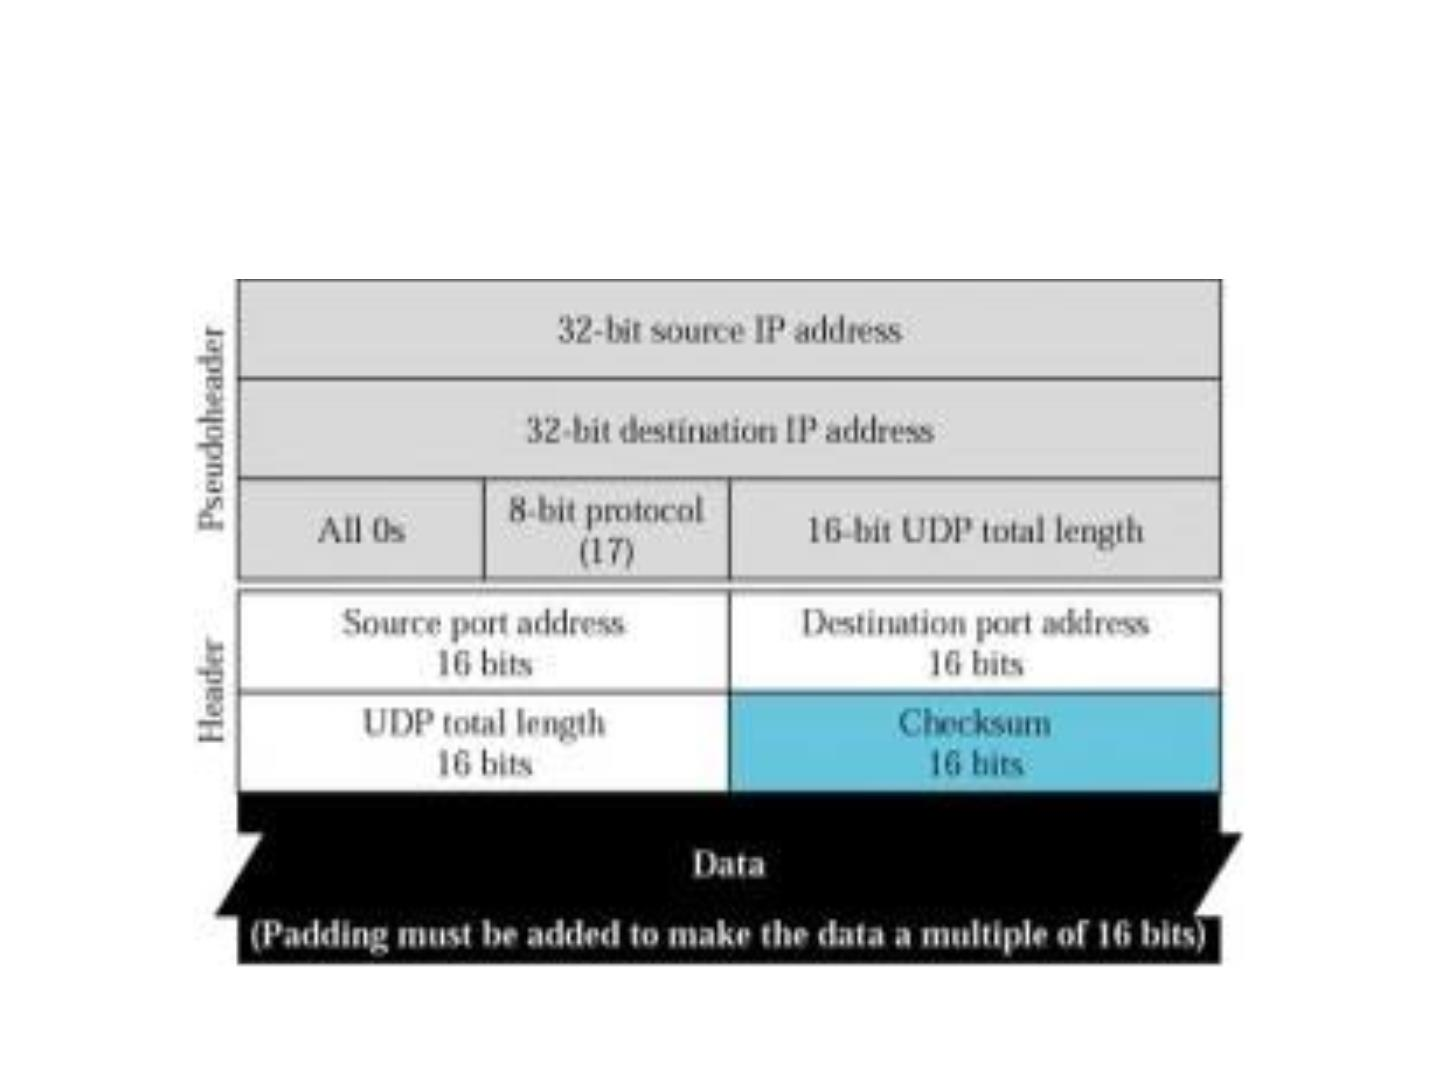 Pseudoheader
32-bit source IP address
32-bit destination IP address
All 0s
8-bit protocol
(17)
16-bit UDP total length
Header
Source port address
16 bits
Destination port address
16 bits
UDP total length
16 bits
Checksum
16 bits
Data
(Padding must be added to make the data a multiple of 16 bits)